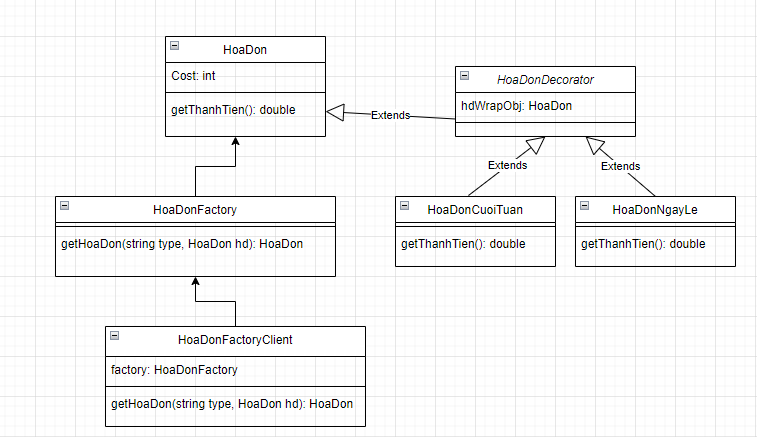 HoaDon
Cost: int
getThanhTien(): double
HoaDonDecorator
hdWrapObj: HoaDon
Extends
Extends
Extends
HoaDonFactory
getHoaDon(string type, HoaDon hd): HoaDon
HoaDonCuoiTuan
getThanhTien(): double
HoaDonNgayLe
getThanhTien(): double
HoaDonFactoryClient
factory: HoaDonFactory
getHoaDon(string type, HoaDon hd): HoaDon